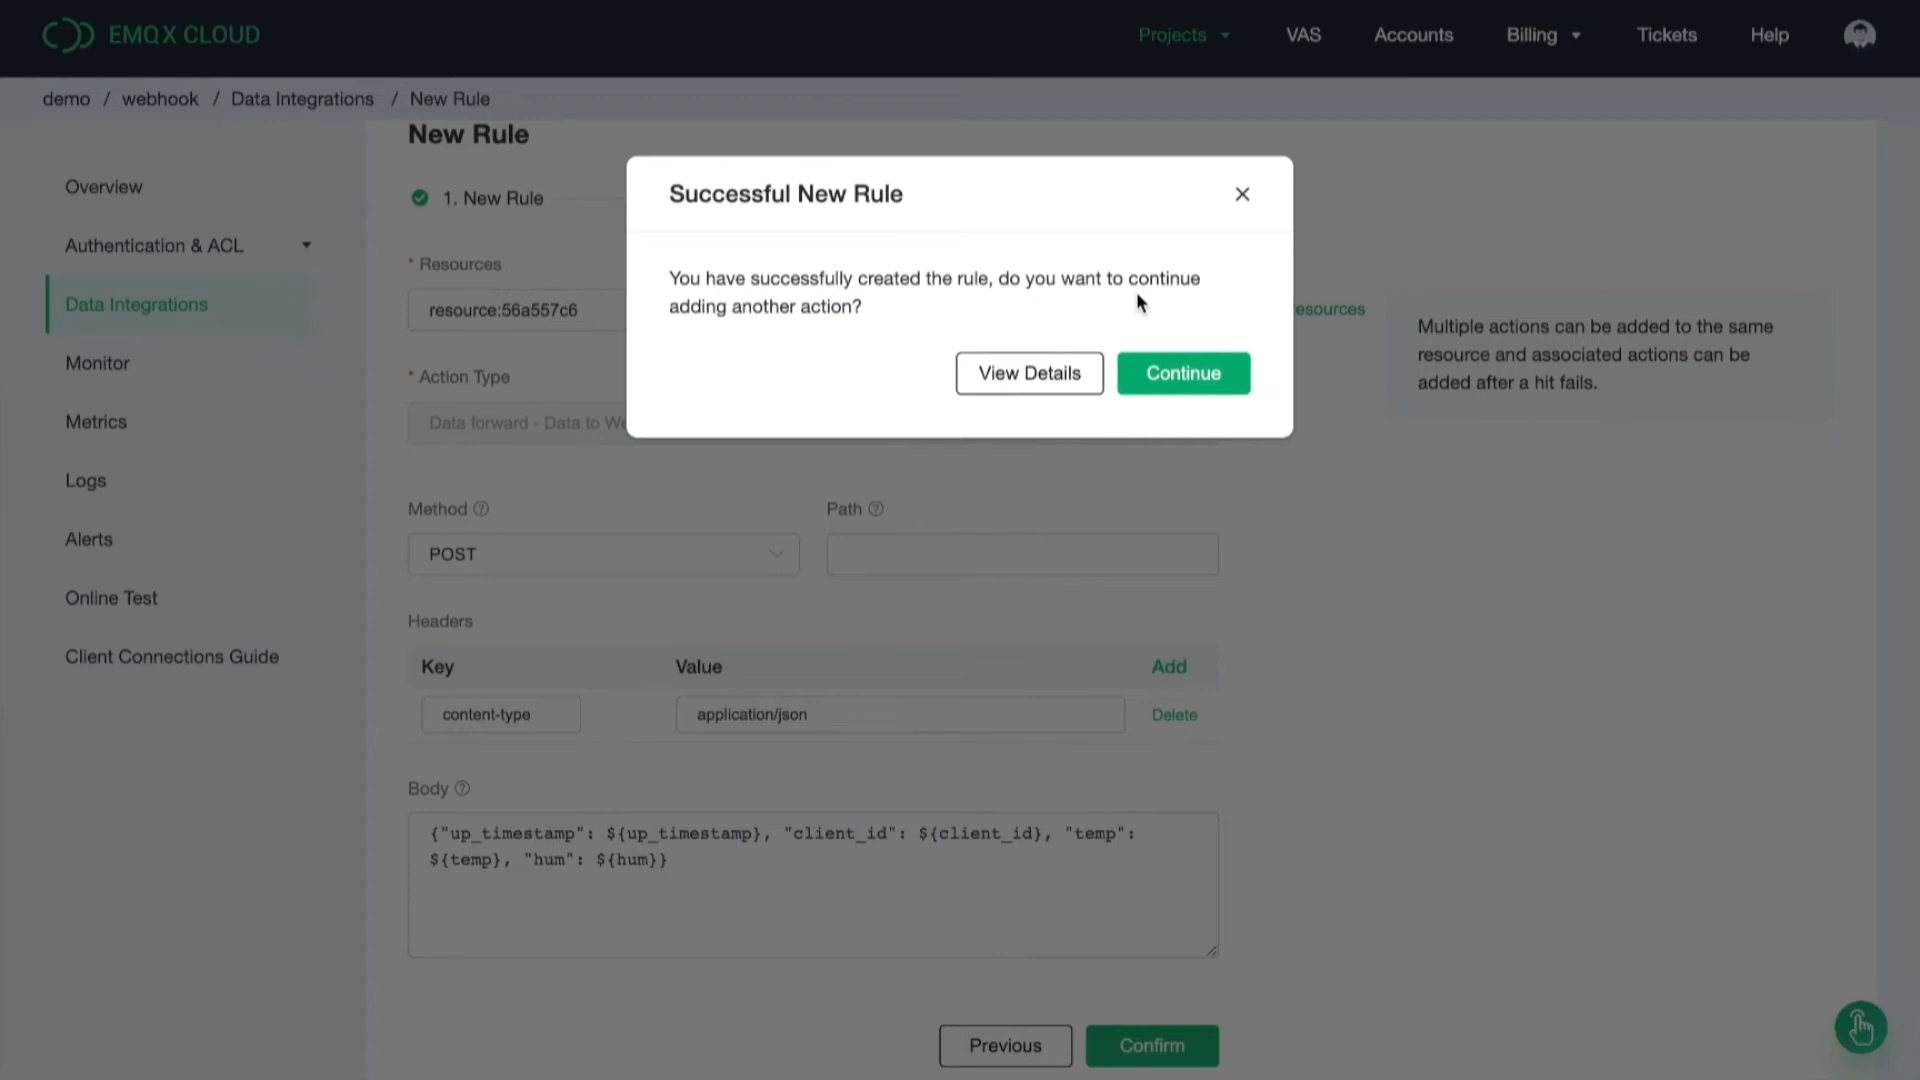 EMQX CLOUD
Projects VAS Accounts Billing Tickets Help
demo / webhook / Data Integrations / New Rule
New Rule
Overview
Authentication & ACL
Data Integrations
Monitor
Metrics
Logs
Alerts
Online Test
Client Connections Guide
1. New Rule
* Resources
resource:56a557c6
esources
* Action Type
Data forward - Data to We
Successful New Rule
You have successfully created the rule, do you want to continue
adding another action?
View Details Continue
Multiple actions can be added to the same
resource and associated actions can be
added after a hit fails.
Method Path
POST
Headers
Key Value Add
content-type application/json Delete
Body
{"up_timestamp": ${up_timestamp}, "client_id": ${client_id}, "temp":
${temp}, "hum": ${hum}}
Previous Confirm